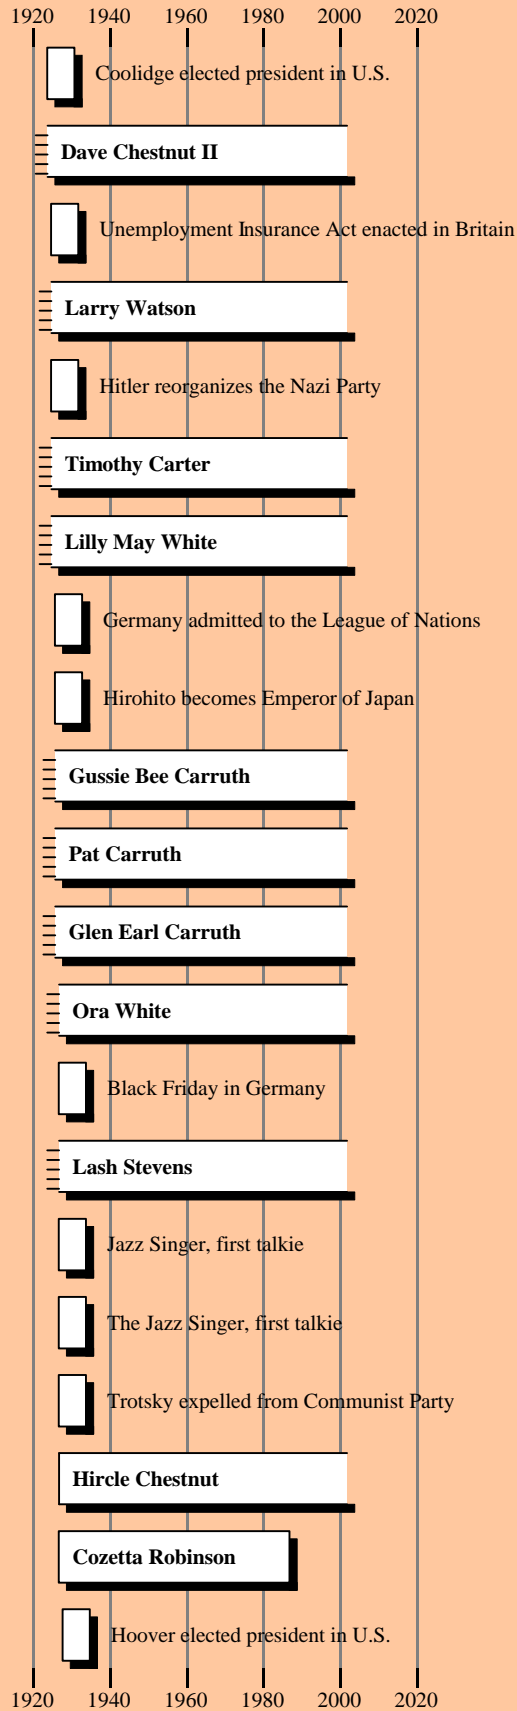 1920 1940 1960 1980 2000 2020
Coolidge elected president in U.S.
Dave Chestnut II
Unemployment Insurance Act enacted in Britain
Larry Watson
Hitler reorganizes the Nazi Party
Timothy Carter
Lilly May White
Germany admitted to the League of Nations
Hirohito becomes Emperor of Japan
Gussie Bee Carruth
Pat Carruth
Glen Earl Carruth
Ora White
Black Friday in Germany
Lash Stevens
Jazz Singer, first talkie
The Jazz Singer, first talkie
Trotsky expelled from Communist Party
Hircle Chestnut
Cozetta Robinson
Hoover elected president in U.S.
1920 1940 1960 1980 2000 2020